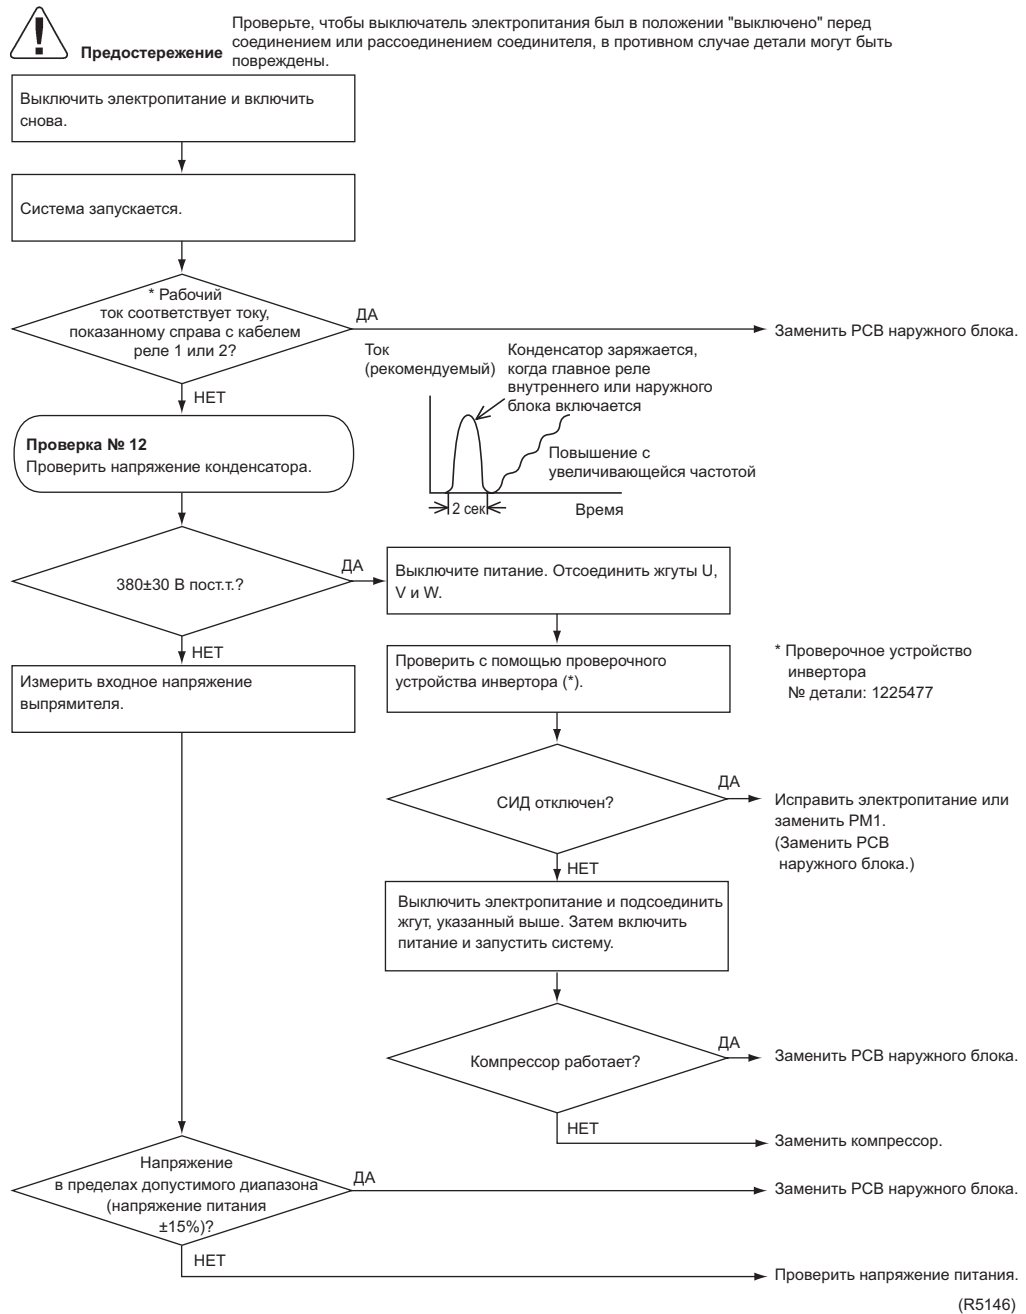 Предостережение
Проверьте, чтобы выключатель электропитания был в положении "выключено" перед
соединением или рассоединением соединителя, в противном случае детали могут быть
повреждены.
Выключить электропитание и включить
снова.
Система запускается.
* Рабочий
ток соответствует току,
показанному справа с кабелем
реле 1 или 2?
ДА
Заменить PCB наружного блока.
НЕТ
Ток
(рекомендуемый)
Конденсатор заряжается,
когда главное реле
внутреннего или наружного
блока включается
Повышение с
увеличивающейся частотой
2 сек
Время
Проверка № 12
Проверить напряжение конденсатора.
380±30 В пост.т.?
ДА
НЕТ
Выключите питание. Отсоединить жгуты U,
V и W.
Проверить с помощью проверочного
устройства инвертора (*).
* Проверочное устройство
инвертора
№ детали: 1225477
Измерить входное напряжение
выпрямителя.
СИД отключен?
ДА
Исправить электропитание или
заменить PM1.
(Заменить PCB
наружного блока.)
НЕТ
Выключить электропитание и подсоединить
жгут, указанный выше. Затем включить
питание и запустить систему.
Компрессор работает?
ДА
Заменить PCB наружного блока.
НЕТ
Заменить компрессор.
Напряжение
в пределах допустимого диапазона
(напряжение питания
±15%)?
ДА
Заменить PCB наружного блока.
НЕТ
Проверить напряжение питания.
(R5146)